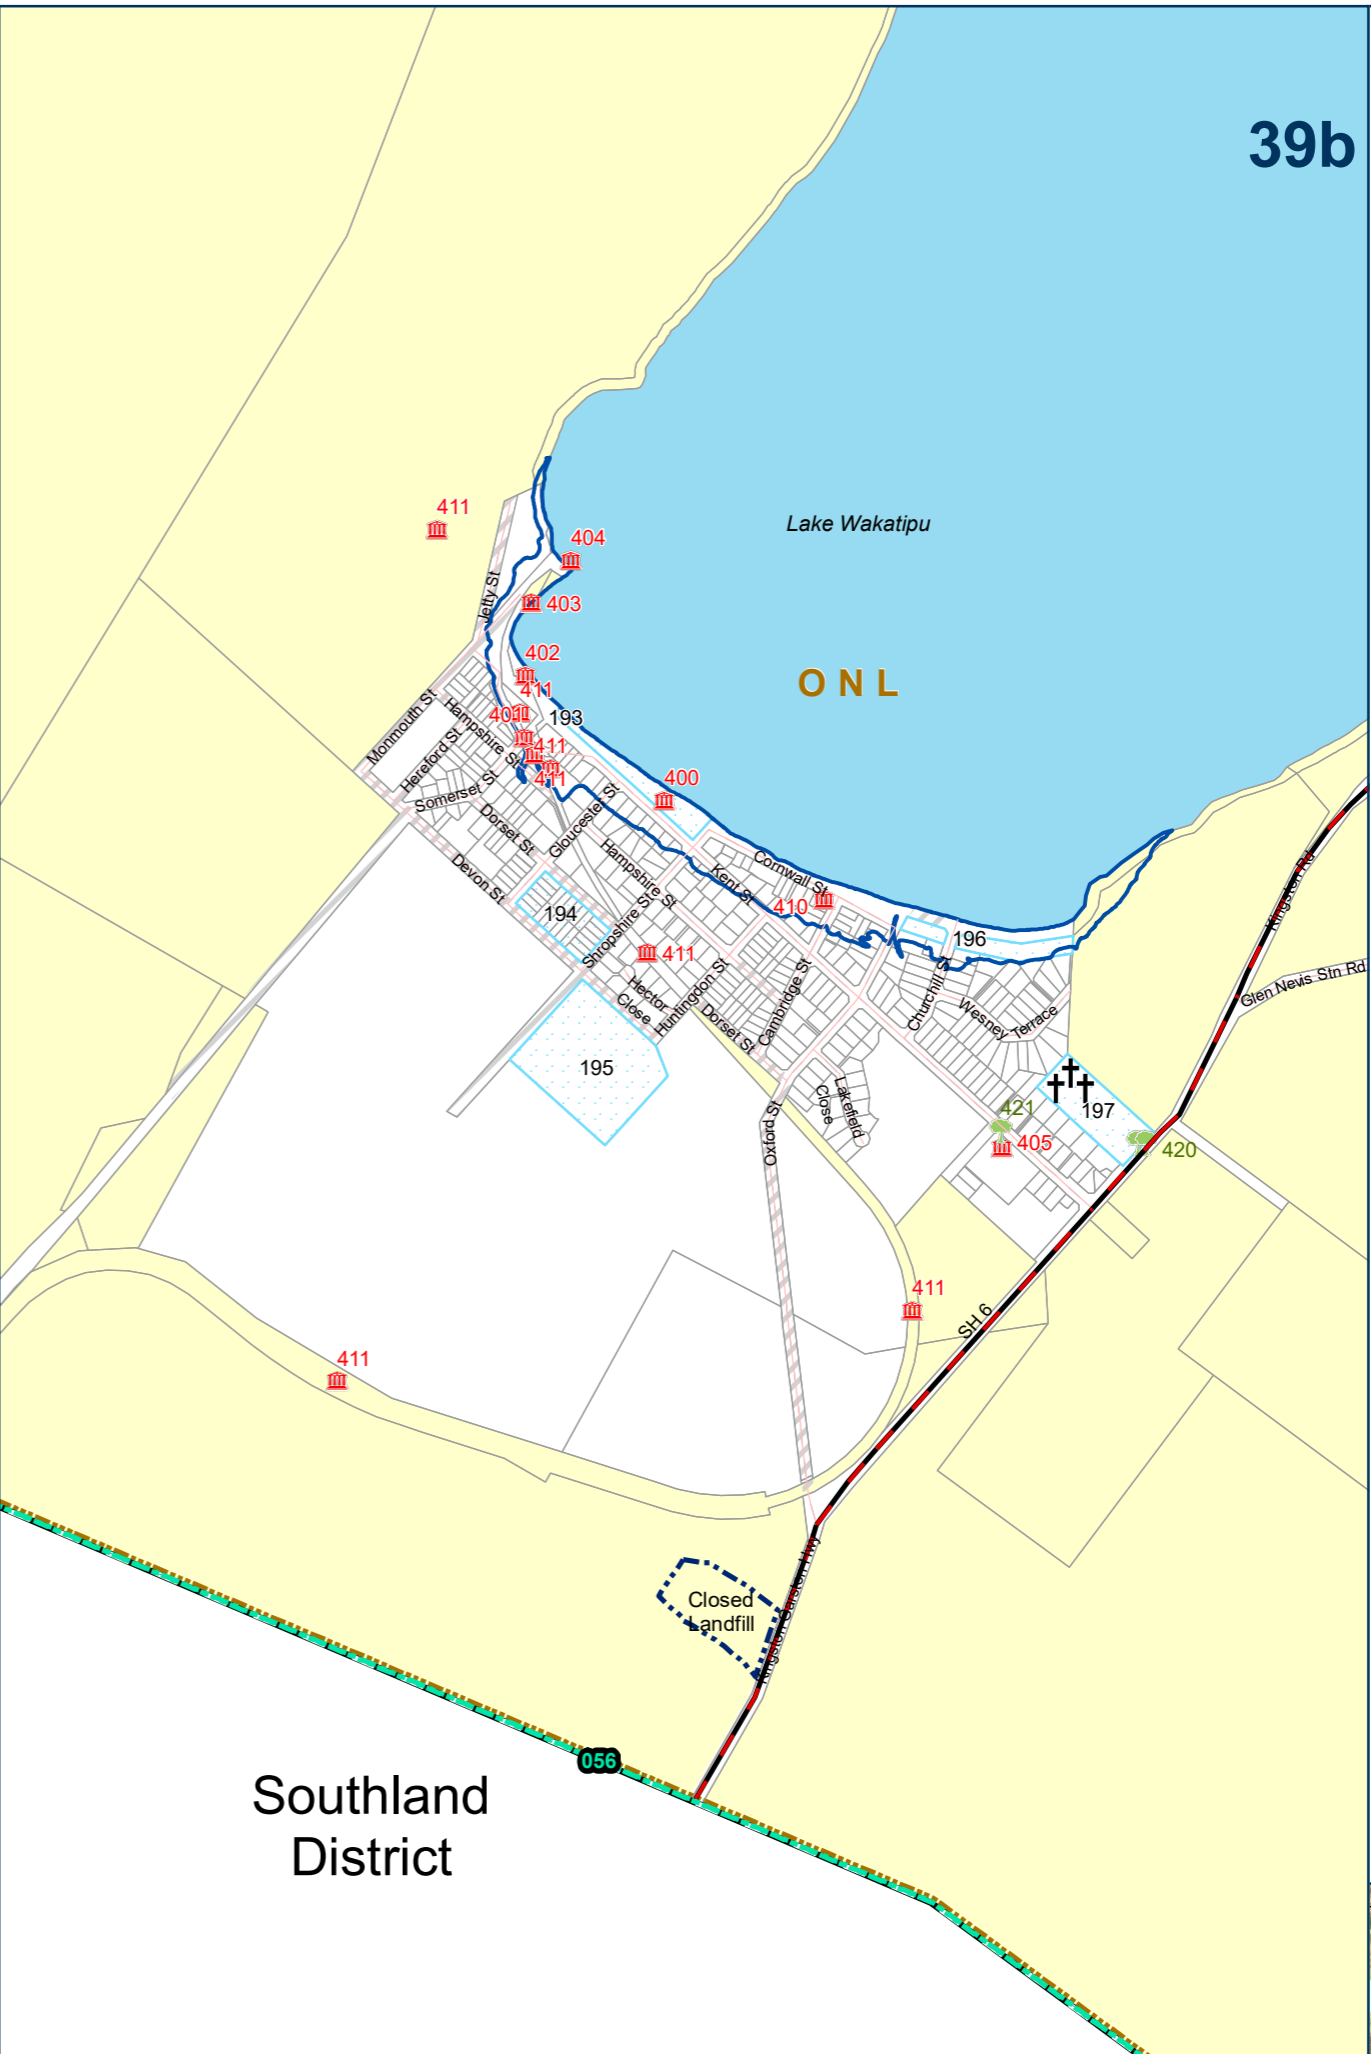 39b
411
404
Lake Wakatipu
Jetty St
403
402
O N L
411
401
193
Monmouth St
Hampshire St
Hereford St
411
411
400
Somerset St
Gloucester St
Dorset St
Hampshire St
Cornwall St
Kent St
Devon St
410
Kingston Rd
194
Shropshire St
196
411
Glen Nevis Stn Rd
Hector
Close
Huntingdon St
Cambridge St
Churchill St
Wesney Terrace
Dorset St
195
Lakefield
Close
197
421
405
420
Oxford St
411
SH 6
411
Closed
Landfill
Kingston Garston Hwy
056
Southland
District